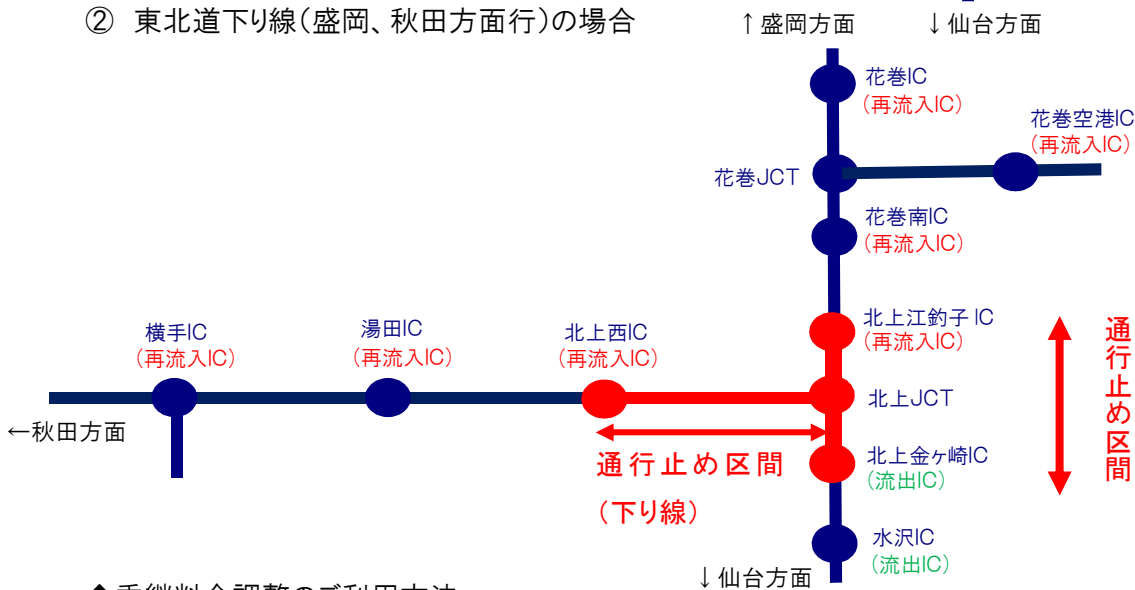 ② 東北道下り線(盛岡、秋田方面行)の場合
↑盛岡方面
↓仙台方面
花巻IC
(再流入IC)
花巻空港IC
(再流入IC)
花巻JCT
花巻南IC
(再流入IC)
横手IC
(再流入IC)
湯田IC
(再流入IC)
北上西IC
(再流入IC)
北上江釣子IC
(再流入IC)
通行止め区間
北上JCT
←秋田方面
通行止め区間
(下り線)
北上金ヶ崎IC
(流出IC)
水沢IC
(流出IC)
↓仙台方面